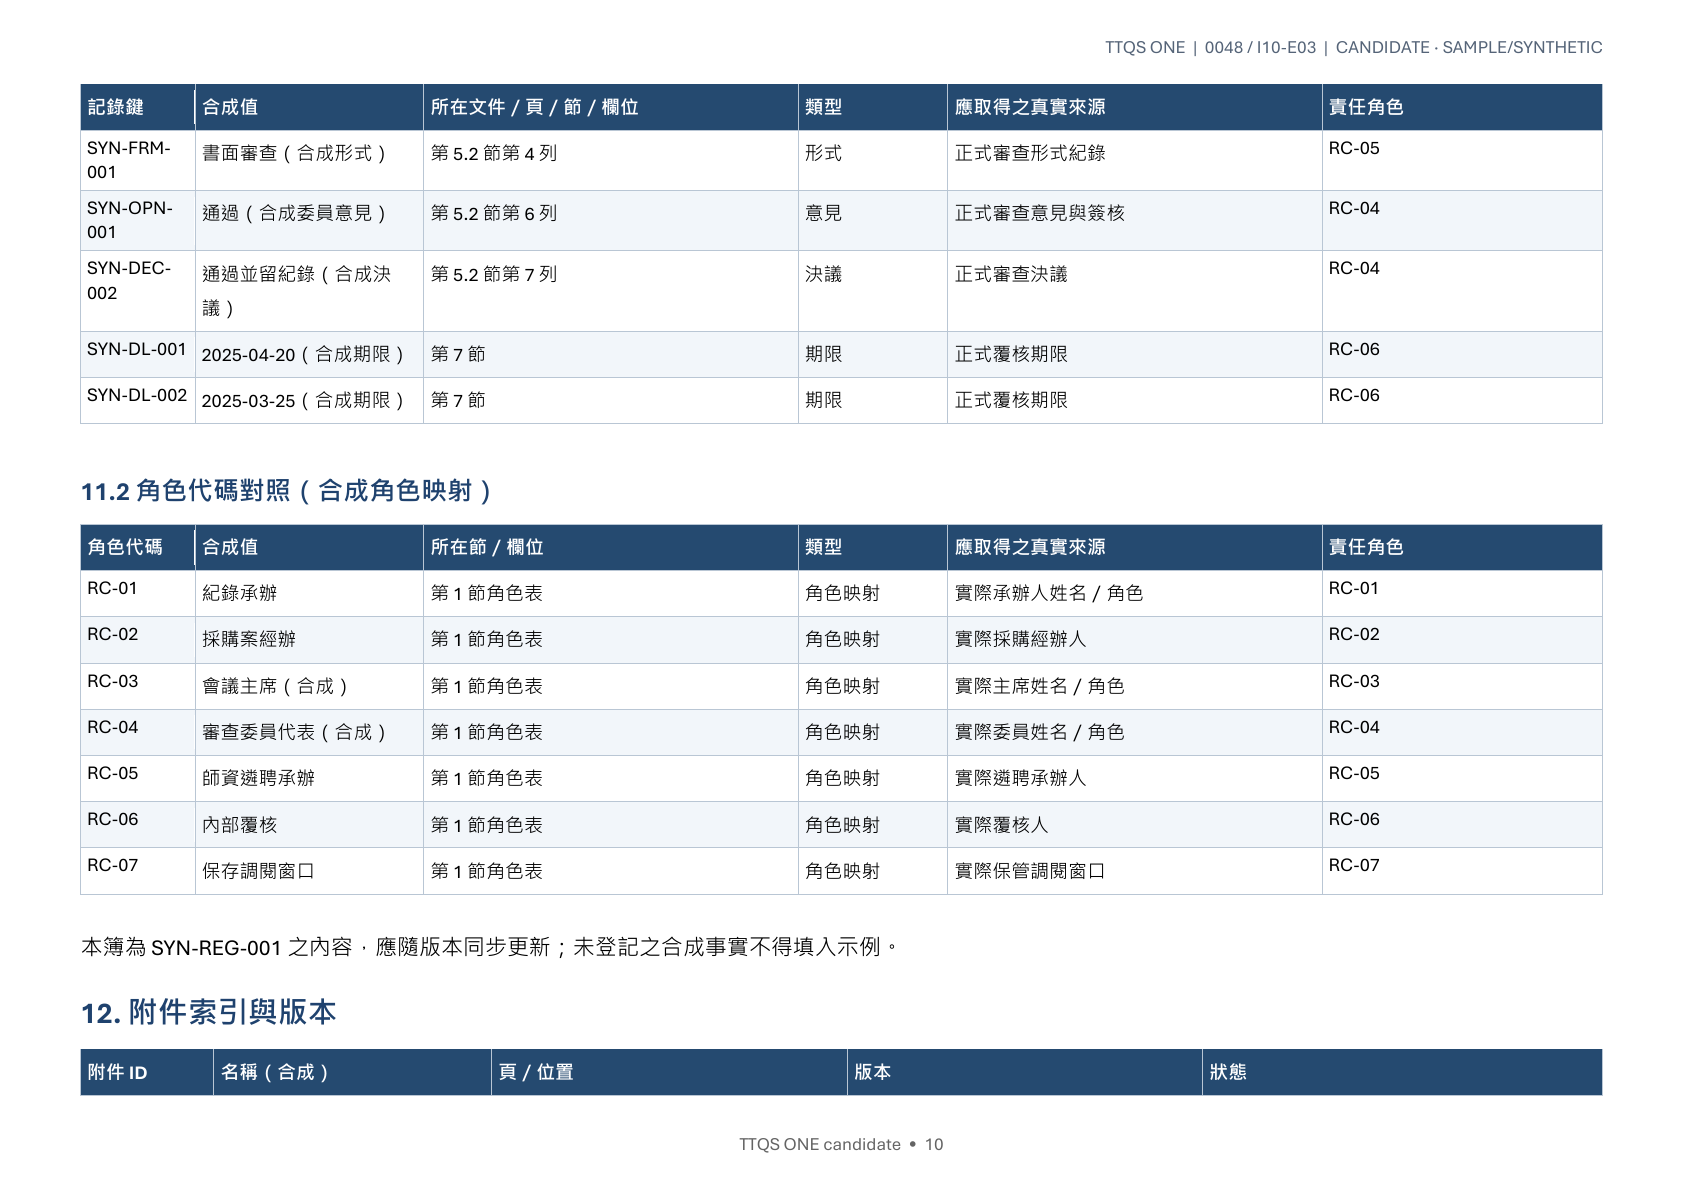 TTQS ONE | 0048 / I10-E03 | CANDIDATE · SAMPLE/SYNTHETIC
記錄鍵 合成值 所在文件 / 頁 / 節 / 欄位 類型 應取得之真實來源 責任角色
SYN-FRM-001 書面審查（合成形式） 第 5.2 節第 4 列 形式 正式審查形式紀錄 RC-05
SYN-OPN-001 通過（合成委員意見） 第 5.2 節第 6 列 意見 正式審查意見與簽核 RC-04
SYN-DEC-002 通過並留紀錄（合成決議） 第 5.2 節第 7 列 決議 正式審查決議 RC-04
SYN-DL-001 2025-04-20（合成期限） 第 7 節 期限 正式覆核期限 RC-06
SYN-DL-002 2025-03-25（合成期限） 第 7 節 期限 正式覆核期限 RC-06
11.2 角色代碼對照（合成角色映射）
角色代碼 合成值 所在節 / 欄位 類型 應取得之真實來源 責任角色
RC-01 紀錄承辦 第 1 節角色表 角色映射 實際承辦人姓名 / 角色 RC-01
RC-02 採購案經辦 第 1 節角色表 角色映射 實際採購經辦人 RC-02
RC-03 會議主席（合成） 第 1 節角色表 角色映射 實際主席姓名 / 角色 RC-03
RC-04 審查委員代表（合成） 第 1 節角色表 角色映射 實際委員姓名 / 角色 RC-04
RC-05 師資遴聘承辦 第 1 節角色表 角色映射 實際遴聘承辦人 RC-05
RC-06 內部覆核 第 1 節角色表 角色映射 實際覆核人 RC-06
RC-07 保存調閱窗口 第 1 節角色表 角色映射 實際保管調閱窗口 RC-07
本簿為 SYN-REG-001 之內容，應隨版本同步更新；未登記之合成事實不得填入示例。
12. 附件索引與版本
附件 ID 名稱（合成） 頁 / 位置 版本 狀態
TTQS ONE candidate • 10